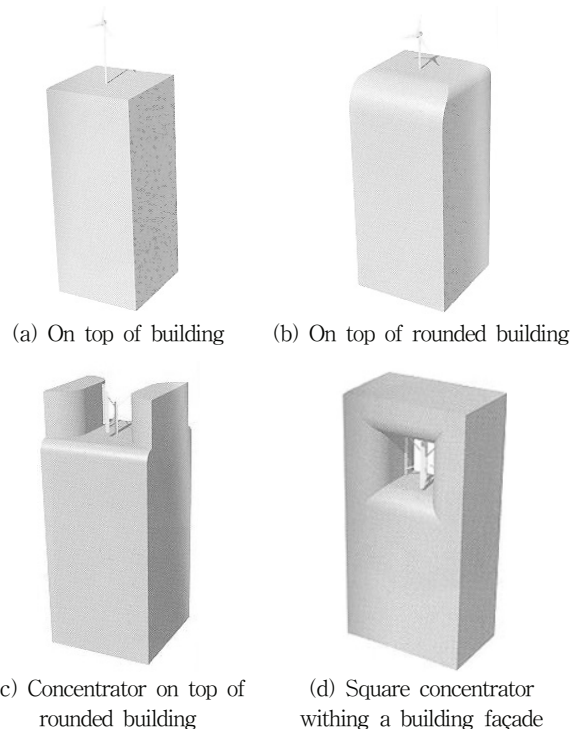 (a) On top of building
(b) On top of rounded building
c) Concentrator on top of
rounded building
(d) Square concentrator
withing a building façade